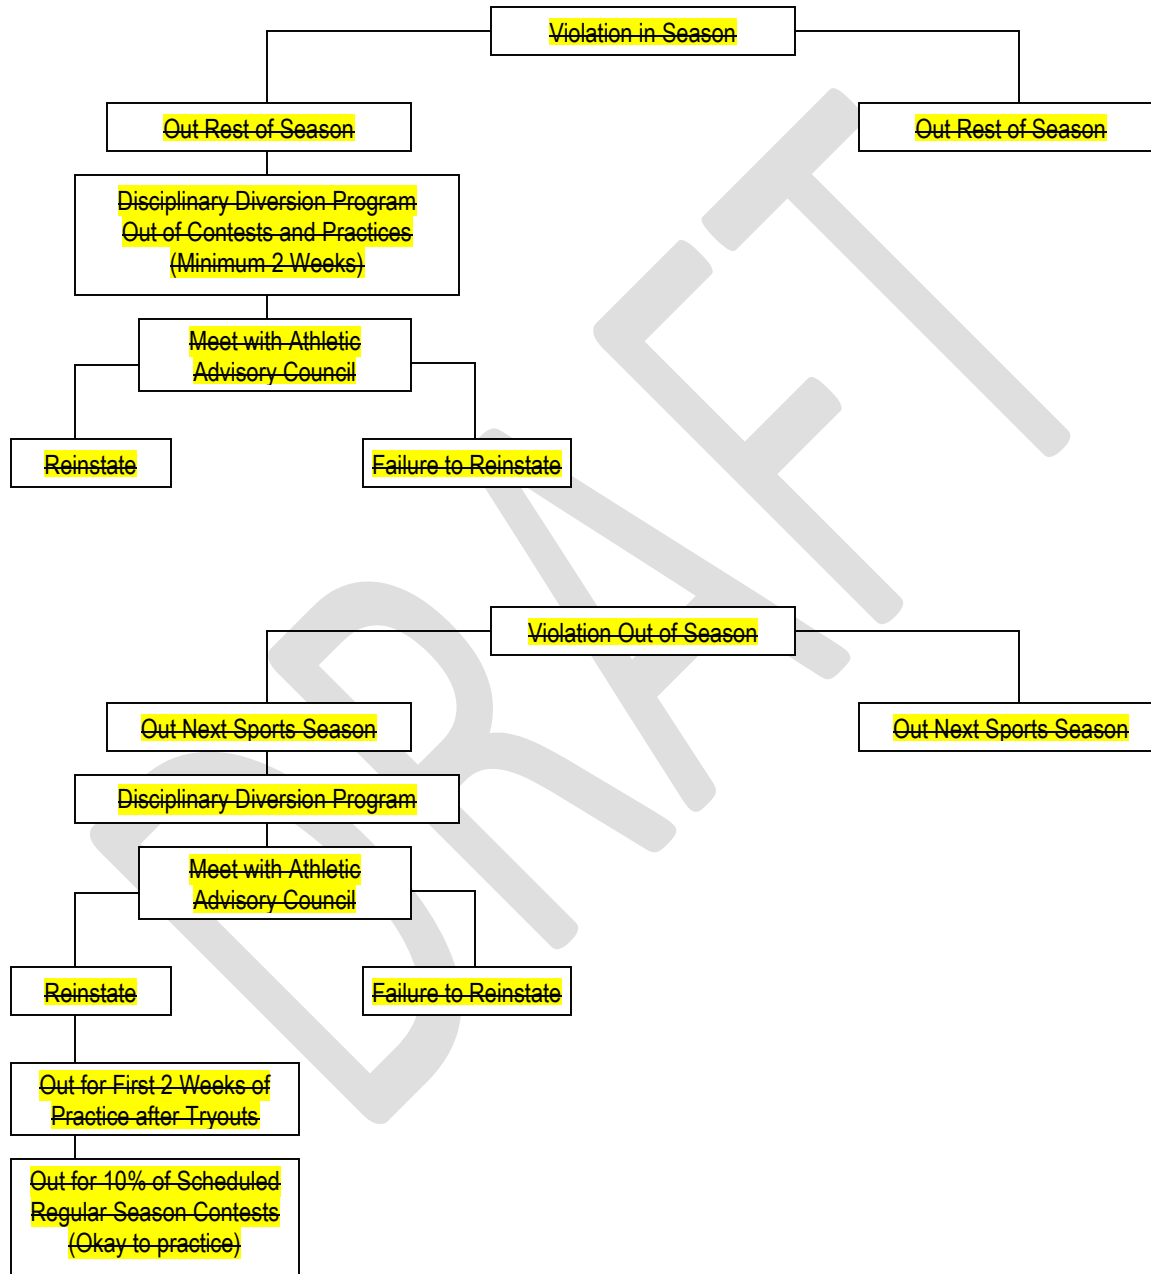 Violation in Season
Out Rest of Season
Out Rest of Season
Disciplinary Diversion Program
Out of Contests and Practices
(Minimum 2 Weeks)
Meet with Athletic
Advisory Council
Reinstate
Failure to Reinstate
DRAFT
Violation Out of Season
Out Next Sports Season
Out Next Sports Season
Disciplinary Diversion Program
Meet with Athletic
Advisory Council
Reinstate
Failure to Reinstate
Out for First 2 Weeks of
Practice after Tryouts
Out for 10% of Scheduled
Regular Season Contests
(Okay to practice)